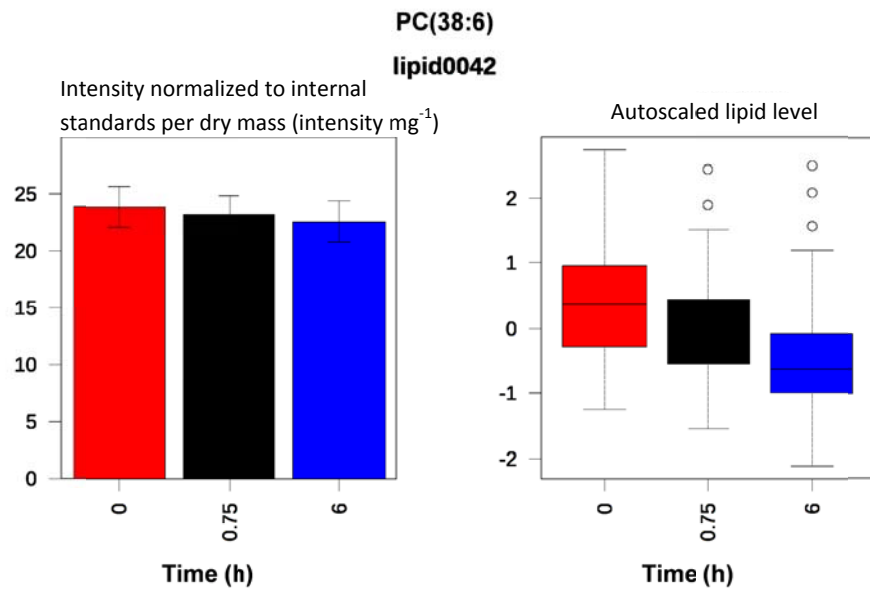 PC(38:6)
lipid0042
Intensity normalized to internal
standards per dry mass (intensity mg⁻¹)
25
20
15
10
5
0
0
0.75
6
Time (h)
Autoscaled lipid level
2
1
0
-1
-2
0
0.75
6
Time (h)